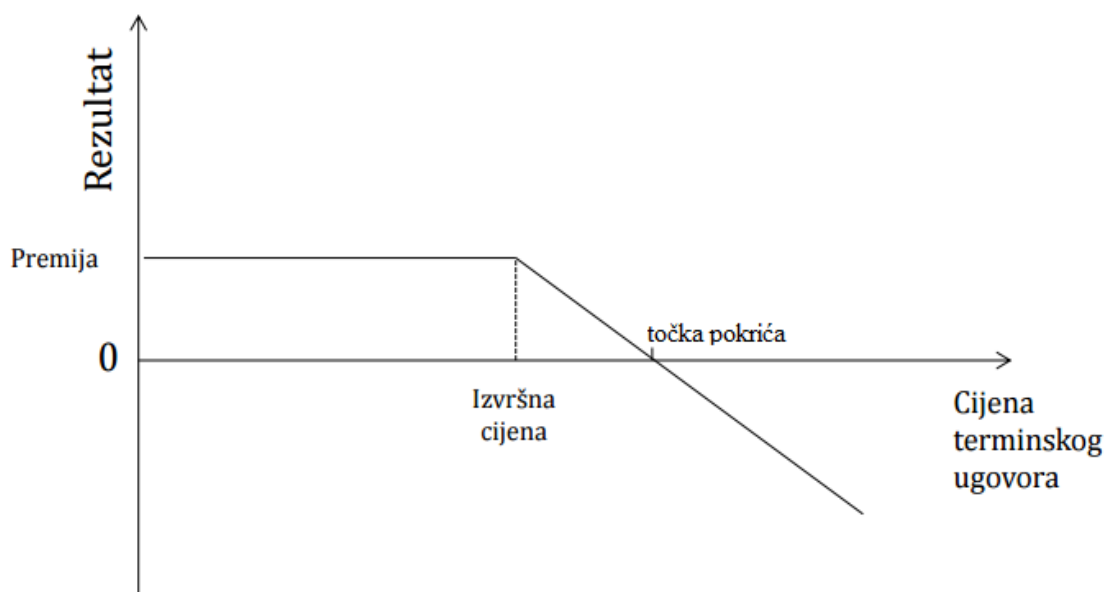 Rezultat
Premija
0
točka pokrića
Izvršna
cijena
Cijena
terminskog
ugovora